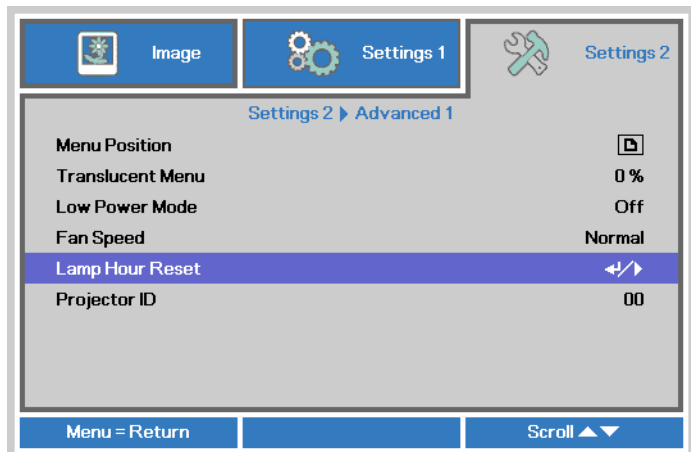 Image
Settings 1
Settings 2
Settings 2 ▶ Advanced 1
Menu Position
Translucent Menu 0 %
Low Power Mode Off
Fan Speed Normal
Lamp Hour Reset ↵/▶
Projector ID 00
Menu = Return Scroll ▲▼